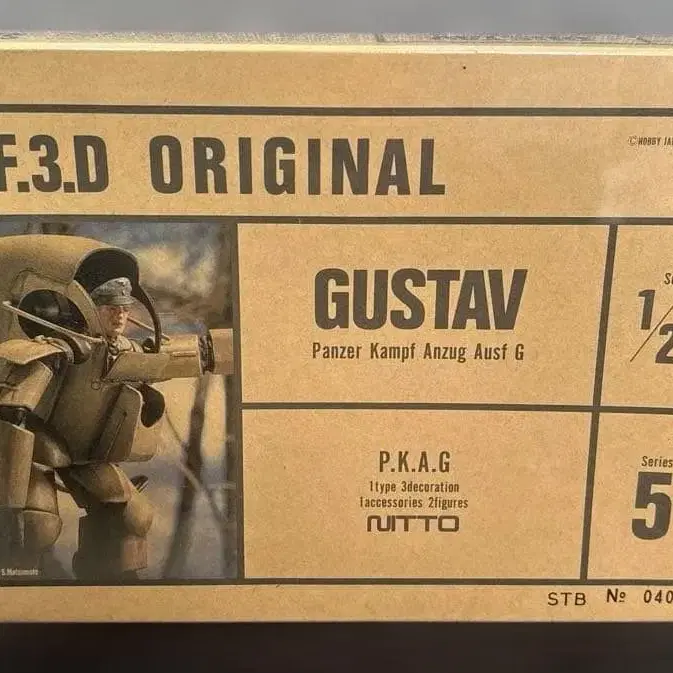 F.3.D ORIGINAL
©HOBBY
GUSTAV
Panzer Kampf Anzug Ausf G
1/2
P.K.A.G
1type 3decoration
1accessories 2figures
NITTO
Series
5
S.Matsumoto
STB № 040